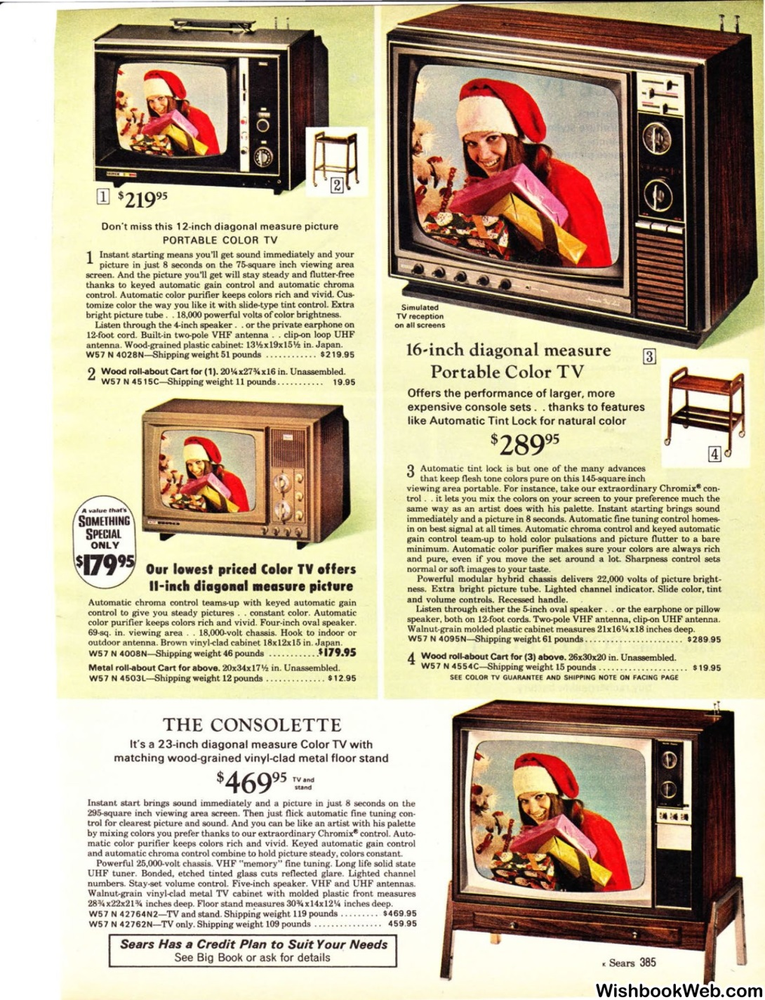 1 $219⁹⁵
2
Don't miss this 12-inch diagonal measure picture
PORTABLE COLOR TV
1 Instant starting means you'll get sound immediately and your
picture in just 8 seconds on the 75-square inch viewing area
screen. And the picture you'll get will stay steady and flutter-free
thanks to keyed automatic gain control and automatic chroma
control. Automatic color purifier keeps colors rich and vivid. Cus-
tomize color the way you like it with slide-type tint control. Extra
bright picture tube . . 18,000 powerful volts of color brightness.
Listen through the 4-inch speaker . . or the private earphone on
12-foot cord. Built-in two-pole VHF antenna . . clip-on loop UHF
antenna. Wood-grained plastic cabinet: 13½x19x15½ in. Japan.
W57 N 4028N—Shipping weight 51 pounds ............ $219.95
2 Wood roll-about Cart for (1). 20¼x27¾x16 in. Unassembled.
W57 N 4515C—Shipping weight 11 pounds........... 19.95
A value that's
SOMETHING
SPECIAL
ONLY
$179⁹⁵
Our lowest priced Color TV offers
11-inch diagonal measure picture
Automatic chroma control teams-up with keyed automatic gain
control to give you steady pictures . . constant color. Automatic
color purifier keeps colors rich and vivid. Four-inch oval speaker.
69-sq. in. viewing area . . 18,000-volt chassis. Hook to indoor or
outdoor antenna. Brown vinyl-clad cabinet 18x12x15 in. Japan.
W57 N 4008N—Shipping weight 46 pounds ............$179.95
Metal roll-about Cart for above. 20x34x17½ in. Unassembled.
W57 N 4503L—Shipping weight 12 pounds .............. $12.95
Simulated
TV reception
on all screens
16-inch diagonal measure
Portable Color TV
3
Offers the performance of larger, more
expensive console sets . . thanks to features
like Automatic Tint Lock for natural color
$289⁹⁵
4
3 Automatic tint lock is but one of the many advances
that keep flesh tone colors pure on this 145-square inch
viewing area portable. For instance, take our extraordinary Chromix® con-
trol . . it lets you mix the colors on your screen to your preference much the
same way as an artist does with his palette. Instant starting brings sound
immediately and a picture in 8 seconds. Automatic fine tuning control homes-
in on best signal at all times. Automatic chroma control and keyed automatic
gain control team-up to hold color pulsations and picture flutter to a bare
minimum. Automatic color purifier makes sure your colors are always rich
and pure, even if you move the set around a lot. Sharpness control sets
normal or soft images to your taste.
Powerful modular hybrid chassis delivers 22,000 volts of picture bright-
ness. Extra bright picture tube. Lighted channel indicator. Slide color, tint
and volume controls. Recessed handle.
Listen through either the 5-inch oval speaker . . or the earphone or pillow
speaker, both on 12-foot cords. Two-pole VHF antenna, clip-on UHF antenna.
Walnut-grain molded plastic cabinet measures 21x16¼x18 inches deep.
W57 N 4095N—Shipping weight 61 pounds....................... $289.95
4 Wood roll-about Cart for (3) above. 26x30x20 in. Unassembled.
W57 N 4554C—Shipping weight 15 pounds..................... $19.95
SEE COLOR TV GUARANTEE AND SHIPPING NOTE ON FACING PAGE
THE CONSOLETTE
It's a 23-inch diagonal measure Color TV with
matching wood-grained vinyl-clad metal floor stand
$469⁹⁵ TV and
stand
Instant start brings sound immediately and a picture in just 8 seconds on the
295-square inch viewing area screen. Then just flick automatic fine tuning con-
trol for clearest picture and sound. And you can be like an artist with his palette
by mixing colors you prefer thanks to our extraordinary Chromix® control. Auto-
matic color purifier keeps colors rich and vivid. Keyed automatic gain control
and automatic chroma control combine to hold picture steady, colors constant.
Powerful 25,000-volt chassis. VHF "memory" fine tuning. Long life solid state
UHF tuner. Bonded, etched tinted glass cuts reflected glare. Lighted channel
numbers. Stay-set volume control. Five-inch speaker. VHF and UHF antennas.
Walnut-grain vinyl-clad metal TV cabinet with molded plastic front measures
28¾x22x21¾ inches deep. Floor stand measures 30¾x14x12¼ inches deep.
W57 N 42764N2—TV and stand. Shipping weight 119 pounds ......... $469.95
W57 N 42762N—TV only. Shipping weight 109 pounds ................ 459.95
Sears Has a Credit Plan to Suit Your Needs
See Big Book or ask for details
K Sears 385
WishbookWeb.com